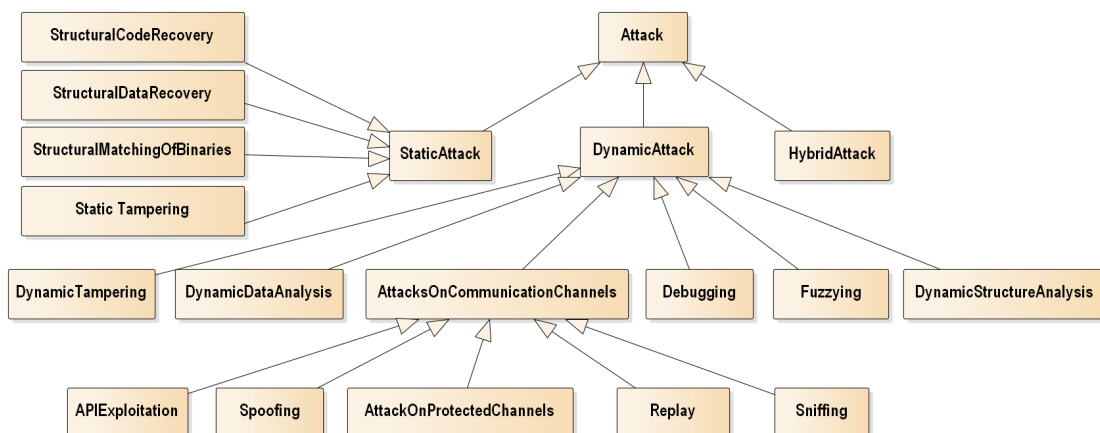 StructuralCodeRecovery
Attack
StructuralDataRecovery
StructuralMatchingOfBinaries
StaticAttack
DynamicAttack
HybridAttack
Static Tampering
DynamicTampering
DynamicDataAnalysis
AttacksOnCommunicationChannels
Debugging
Fuzzying
DynamicStructureAnalysis
APIExploitation
Spoofing
AttackOnProtectedChannels
Replay
Sniffing